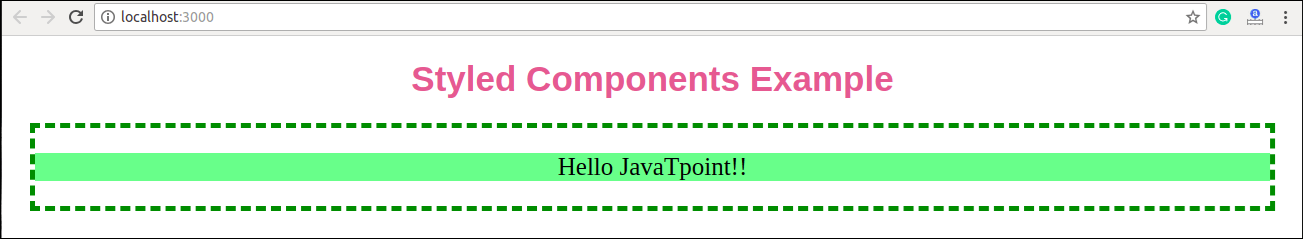 localhost:3000
Styled Components Example
Hello JavaTpoint!!